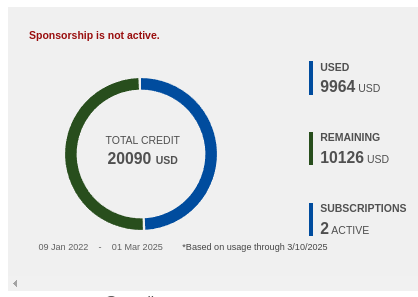 Sponsorship is not active.
USED
9964 USD
TOTAL CREDIT
20090 USD
REMAINING
10126 USD
SUBSCRIPTIONS
2 ACTIVE
09 Jan 2022 - 01 Mar 2025 *Based on usage through 3/10/2025